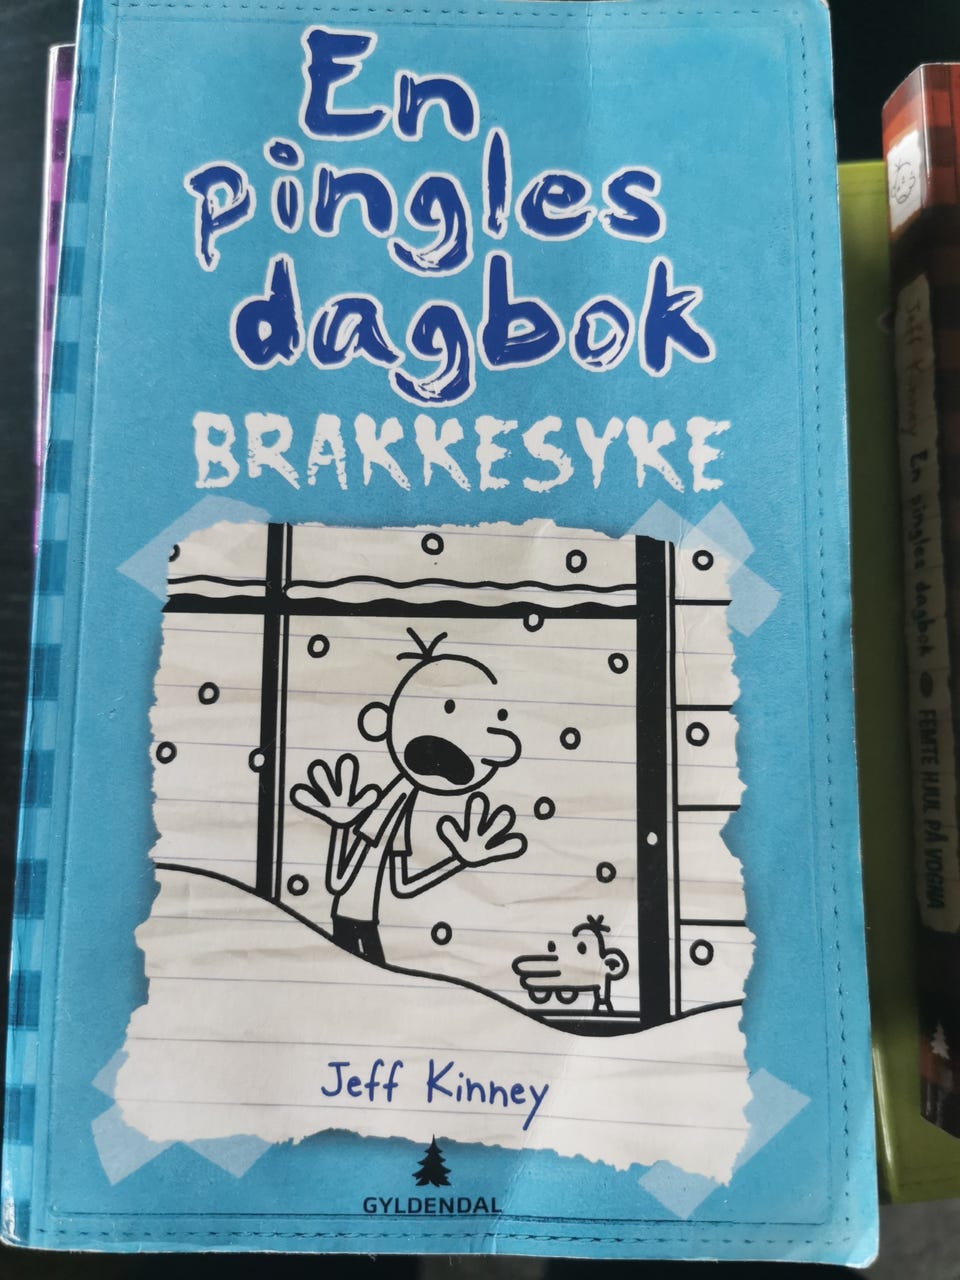 En
pingles
dagbok
BRAKKESYKE
Jeff Kinney
GYLDENDAL
Jeff Kinney En pingles dagbok FEMTE HJUL PÅ VOGNA